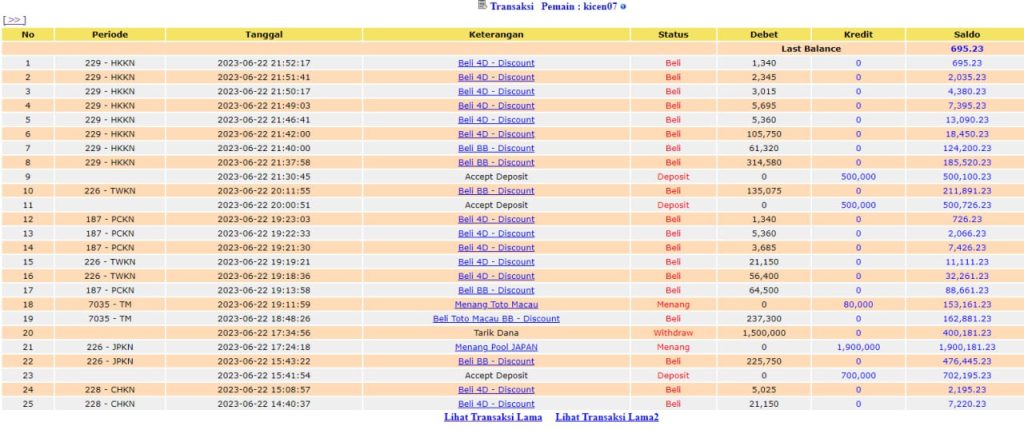 Transaksi Pemain : kicen07
[ >> ]
No Periode Tanggal Keterangan Status Debet Kredit Saldo
Last Balance 695.23
1 229 - HKKN 2023-06-22 21:52:17 Beli 4D - Discount Beli 1,340 0 695.23
2 229 - HKKN 2023-06-22 21:51:41 Beli 4D - Discount Beli 2,345 0 2,035.23
3 229 - HKKN 2023-06-22 21:50:17 Beli 4D - Discount Beli 3,015 0 4,380.23
4 229 - HKKN 2023-06-22 21:49:03 Beli 4D - Discount Beli 5,695 0 7,395.23
5 229 - HKKN 2023-06-22 21:46:41 Beli 4D - Discount Beli 5,360 0 13,090.23
6 229 - HKKN 2023-06-22 21:42:00 Beli 4D - Discount Beli 105,750 0 18,450.23
7 229 - HKKN 2023-06-22 21:40:00 Beli BB - Discount Beli 61,320 0 124,200.23
8 229 - HKKN 2023-06-22 21:37:58 Beli BB - Discount Beli 314,580 0 185,520.23
9 2023-06-22 21:30:45 Accept Deposit Deposit 0 500,000 500,100.23
10 226 - TWKN 2023-06-22 20:11:55 Beli BB - Discount Beli 135,075 0 211,891.23
11 2023-06-22 20:00:51 Accept Deposit Deposit 0 500,000 500,726.23
12 187 - PCKN 2023-06-22 19:23:03 Beli 4D - Discount Beli 1,340 0 726.23
13 187 - PCKN 2023-06-22 19:22:33 Beli 4D - Discount Beli 5,360 0 2,066.23
14 187 - PCKN 2023-06-22 19:21:30 Beli 4D - Discount Beli 3,685 0 7,426.23
15 226 - TWKN 2023-06-22 19:19:21 Beli 4D - Discount Beli 21,150 0 11,111.23
16 226 - TWKN 2023-06-22 19:18:36 Beli 4D - Discount Beli 56,400 0 32,261.23
17 187 - PCKN 2023-06-22 19:13:58 Beli BB - Discount Beli 64,500 0 88,661.23
18 7035 - TM 2023-06-22 19:11:59 Menang Toto Macau Menang 0 80,000 153,161.23
19 7035 - TM 2023-06-22 18:48:26 Beli Toto Macau BB - Discount Beli 237,300 0 162,881.23
20 2023-06-22 17:34:56 Tarik Dana Withdraw 1,500,000 0 400,181.23
21 226 - JPKN 2023-06-22 17:24:18 Menang Pool JAPAN Menang 0 1,900,000 1,900,181.23
22 226 - JPKN 2023-06-22 15:43:22 Beli BB - Discount Beli 225,750 0 476,445.23
23 2023-06-22 15:41:54 Accept Deposit Deposit 0 700,000 702,195.23
24 228 - CHKN 2023-06-22 15:08:57 Beli 4D - Discount Beli 5,025 0 2,195.23
25 228 - CHKN 2023-06-22 14:40:37 Beli 4D - Discount Beli 21,150 0 7,220.23
Lihat Transaksi Lama Lihat Transaksi Lama2